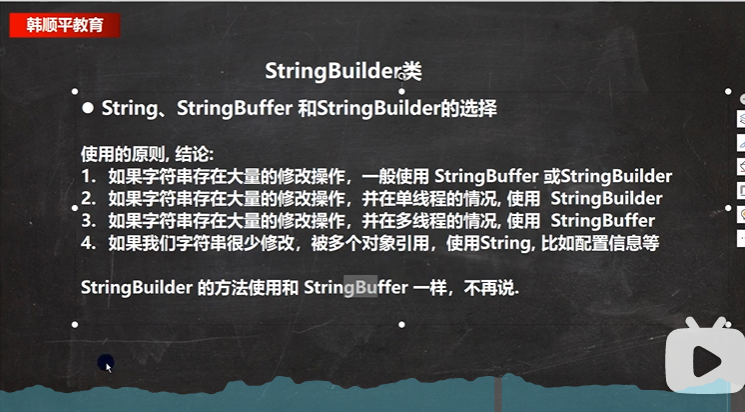 韩顺平教育
StringBuilder类
● String、StringBuffer 和StringBuilder的选择
使用的原则, 结论:
1. 如果字符串存在大量的修改操作，一般使用 StringBuffer 或StringBuilder
2. 如果字符串存在大量的修改操作，并在单线程的情况, 使用 StringBuilder
3. 如果字符串存在大量的修改操作，并在多线程的情况, 使用 StringBuffer
4. 如果我们字符串很少修改，被多个对象引用，使用String, 比如配置信息等
StringBuilder 的方法使用和 StringBuffer 一样，不再说.